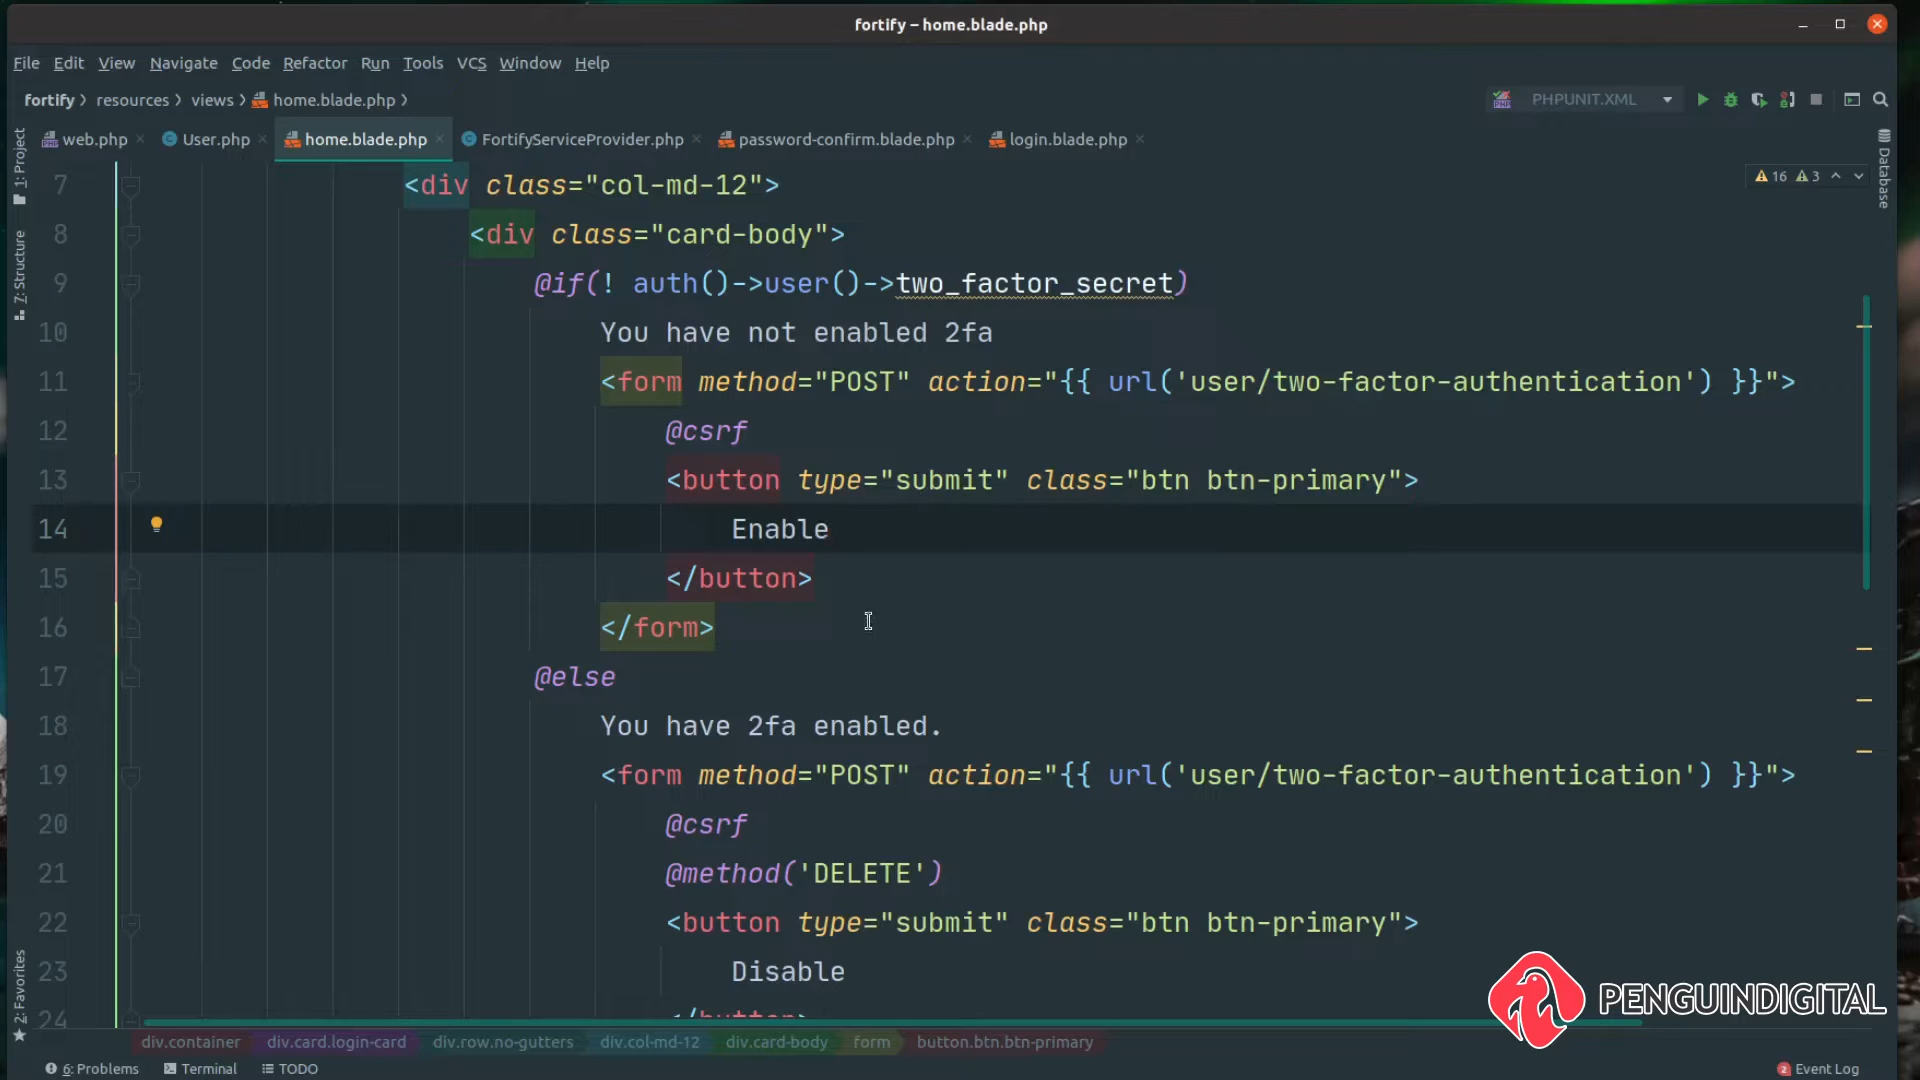 fortify – home.blade.php
File Edit View Navigate Code Refactor Run Tools VCS Window Help
fortify resources views home.blade.php PHPUNIT.XML
web.php User.php home.blade.php FortifyServiceProvider.php password-confirm.blade.php login.blade.php
1: Project
7: Structure
2: Favorites
Database
16 3
7 <div class="col-md-12">
8 <div class="card-body">
9 @if(! auth()->user()->two_factor_secret)
10 You have not enabled 2fa
11 <form method="POST" action="{{ url('user/two-factor-authentication') }}">
12 @csrf
13 <button type="submit" class="btn btn-primary">
14 Enable
15 </button>
16 </form>
17 @else
18 You have 2fa enabled.
19 <form method="POST" action="{{ url('user/two-factor-authentication') }}">
20 @csrf
21 @method('DELETE')
22 <button type="submit" class="btn btn-primary">
23 Disable
24 </button>
PENGUINDIGITAL
div.container div.card.login-card div.row.no-gutters div.col-md-12 div.card-body form button.btn.btn-primary
6: Problems Terminal TODO 2 Event Log